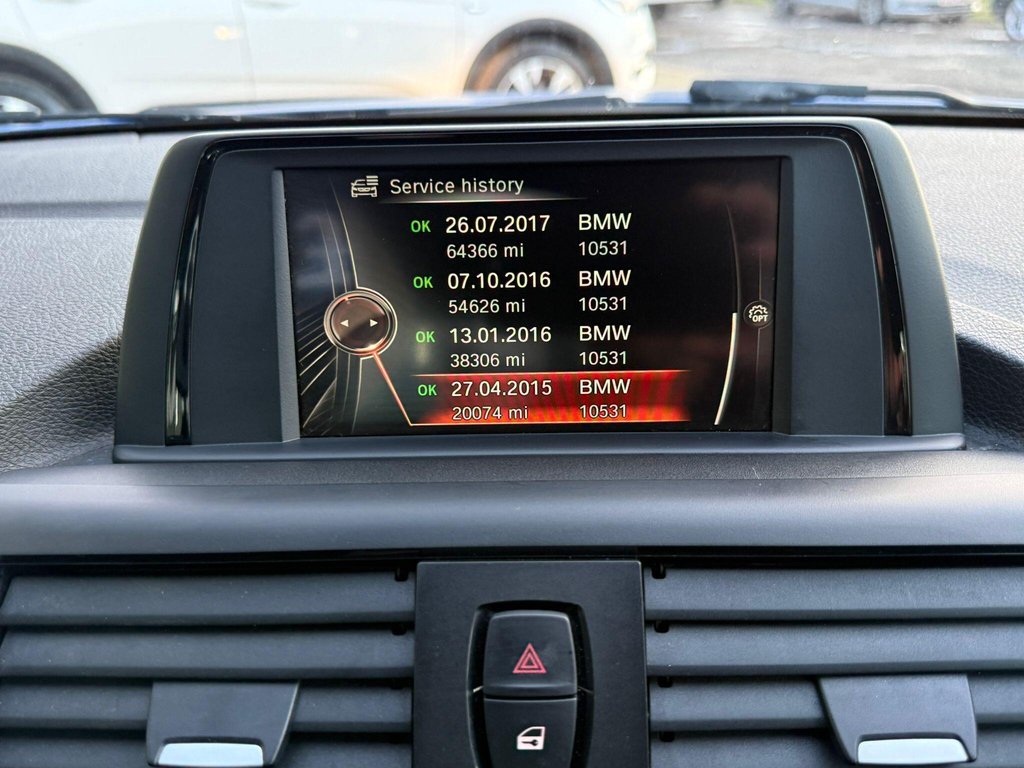 Service history
OK 26.07.2017 BMW
64366 mi 10531
OK 07.10.2016 BMW
54626 mi 10531
OK 13.01.2016 BMW
38306 mi 10531
OK 27.04.2015 BMW
20074 mi 10531
OPT